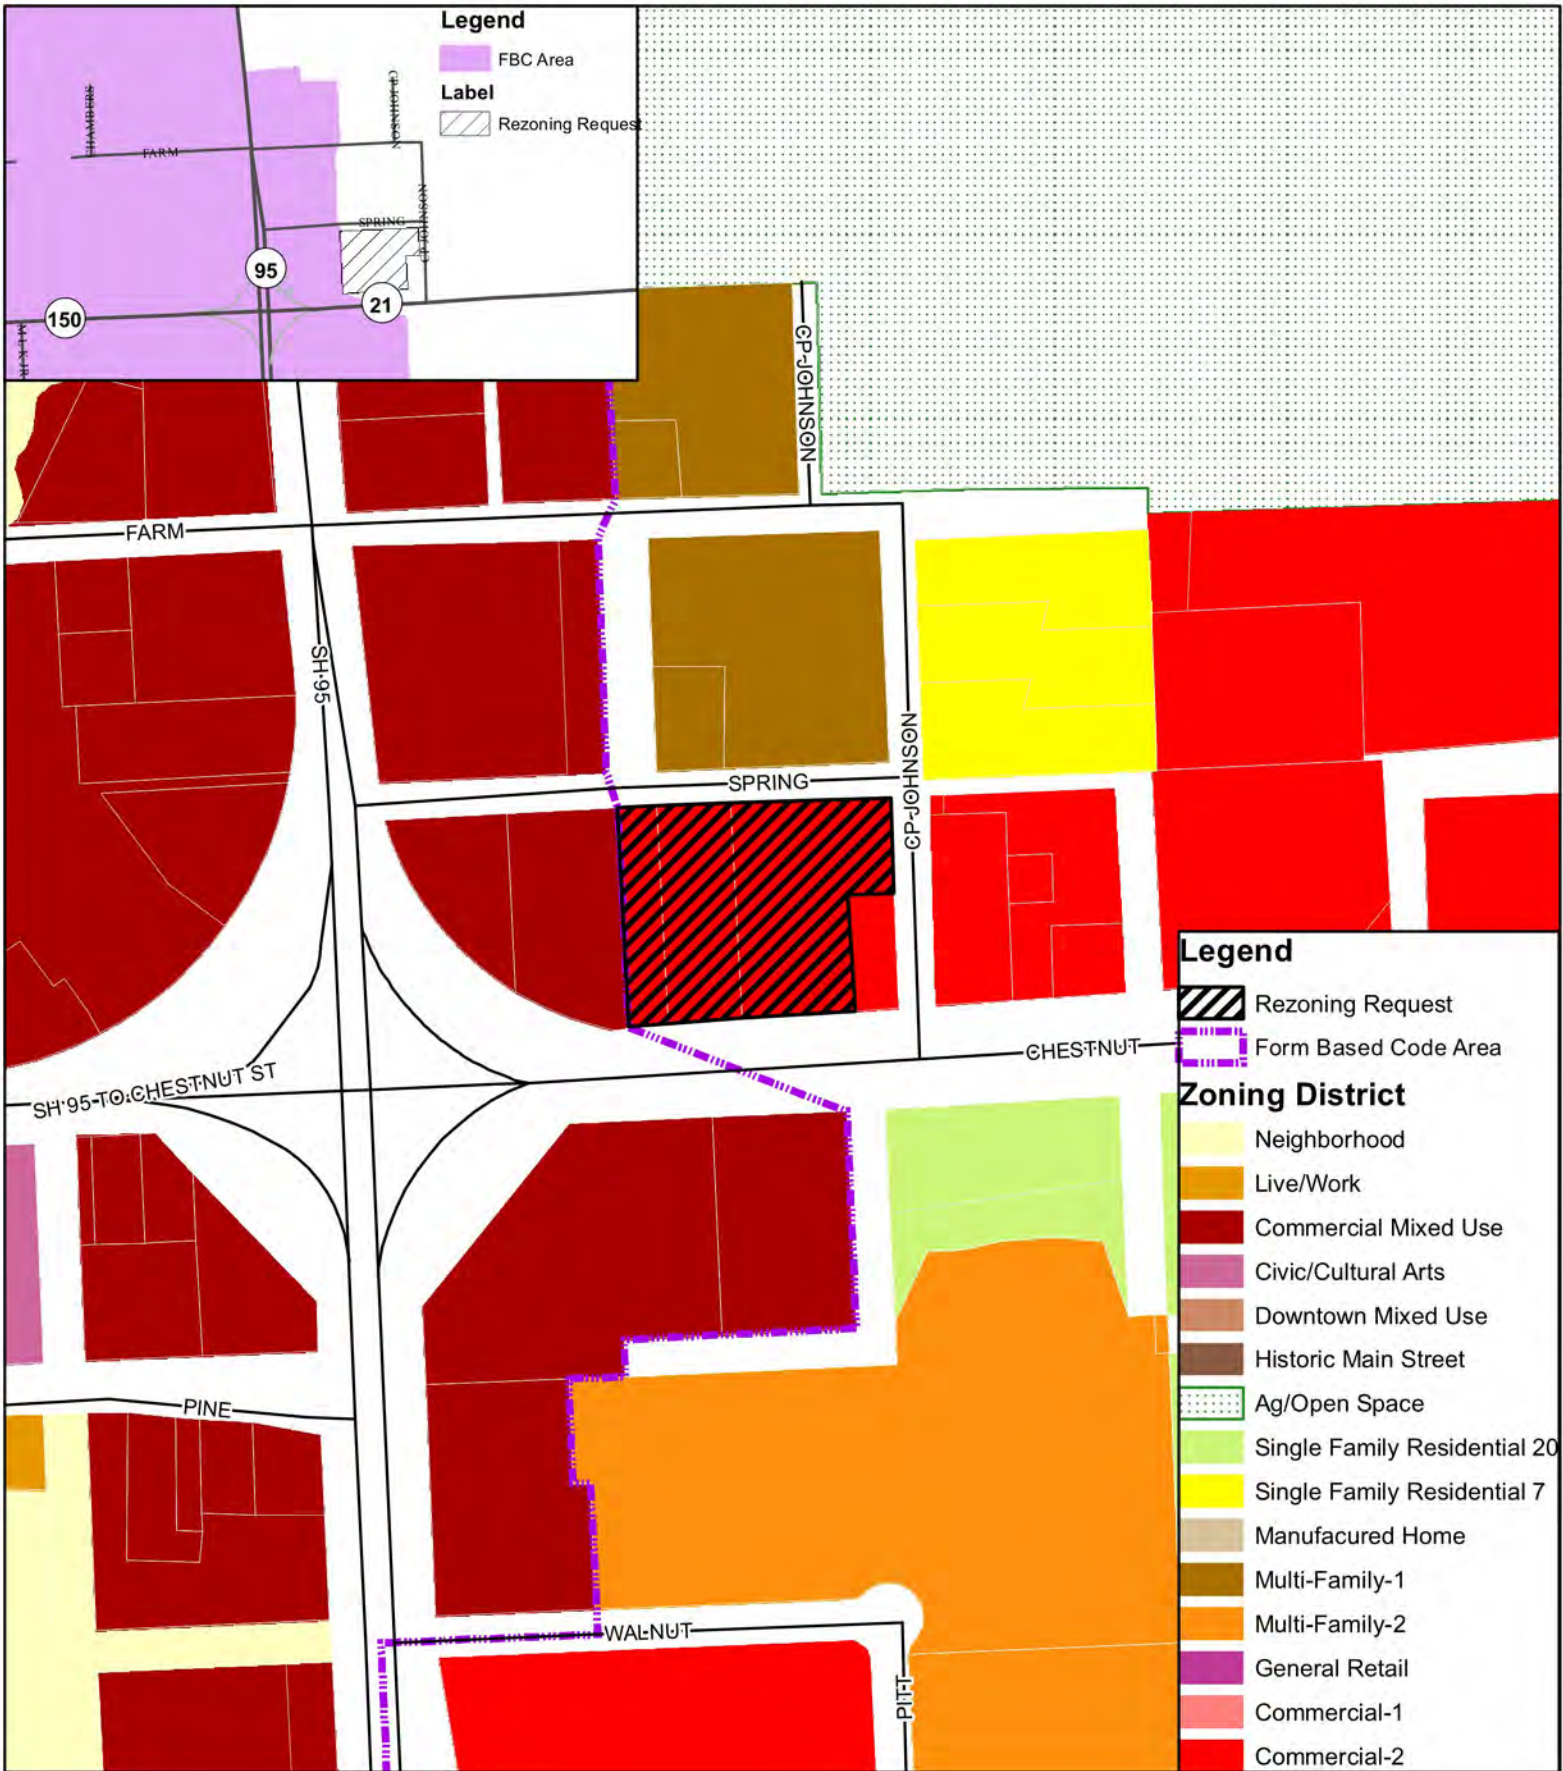 Legend
FBC Area
Label
Rezoning Request
CHAMBERS
CP JOHNSON
FARM
SPRING
CP JOHNSON
95
150
21
M L K JR
CP JOHNSON
FARM
SH 95
CP JOHNSON
SPRING
CHESTNUT
SH 95 TO CHESTNUT ST
PINE
WALNUT
PITT
Legend
Rezoning Request
Form Based Code Area
Zoning District
Neighborhood
Live/Work
Commercial Mixed Use
Civic/Cultural Arts
Downtown Mixed Use
Historic Main Street
Ag/Open Space
Single Family Residential 20
Single Family Residential 7
Manufacured Home
Multi-Family-1
Multi-Family-2
General Retail
Commercial-1
Commercial-2